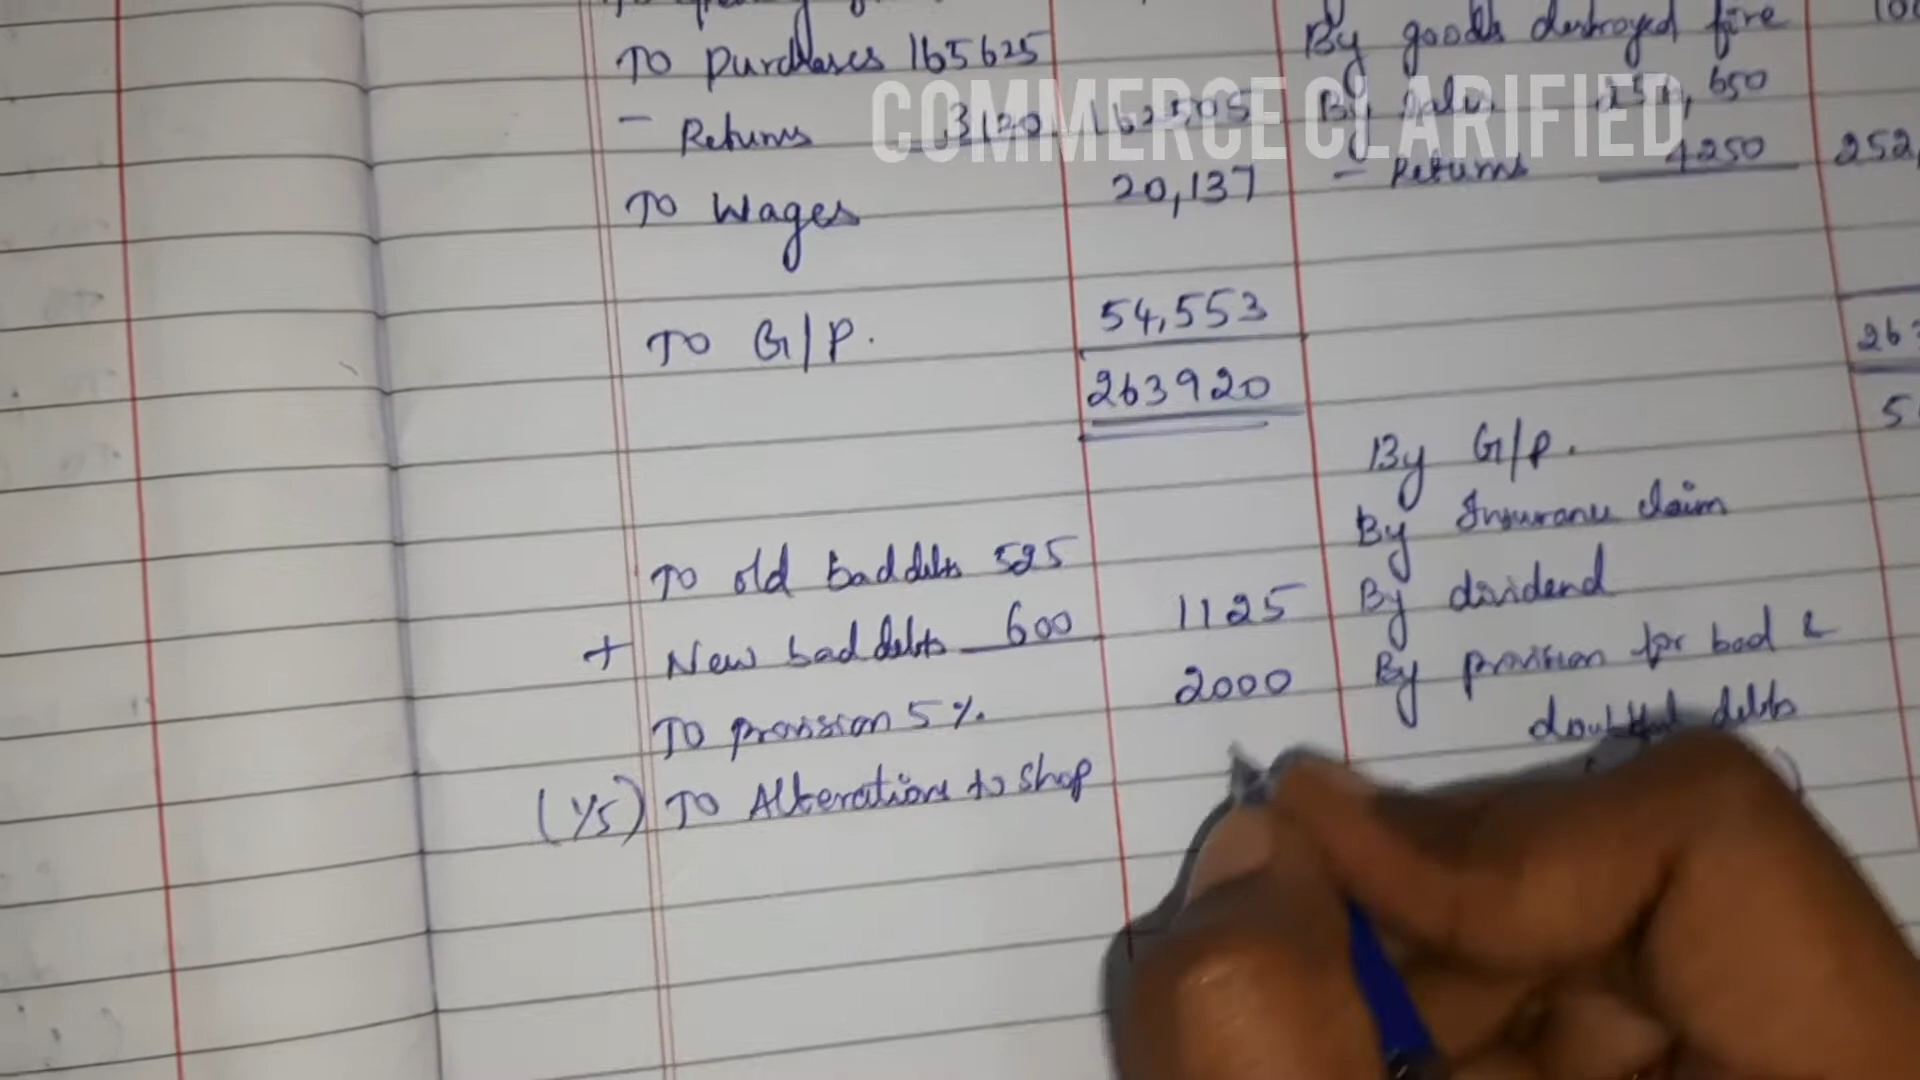 To Purchases 165625
- Returns 3120 162505
To Wages 20,137
To G/P. 54,553
263920
To old bad debts 525
+ New bad debts 600 1125
To provision 5%. 2000
(1/5) To Alterations to shop
By goods destroyed fire
By Sales 650
- Returns 4250 252,
263
5
By G/P.
By Insurance claim
By dividend
By provision for bad &
doubtful debts
COMMERCE CLARIFIED